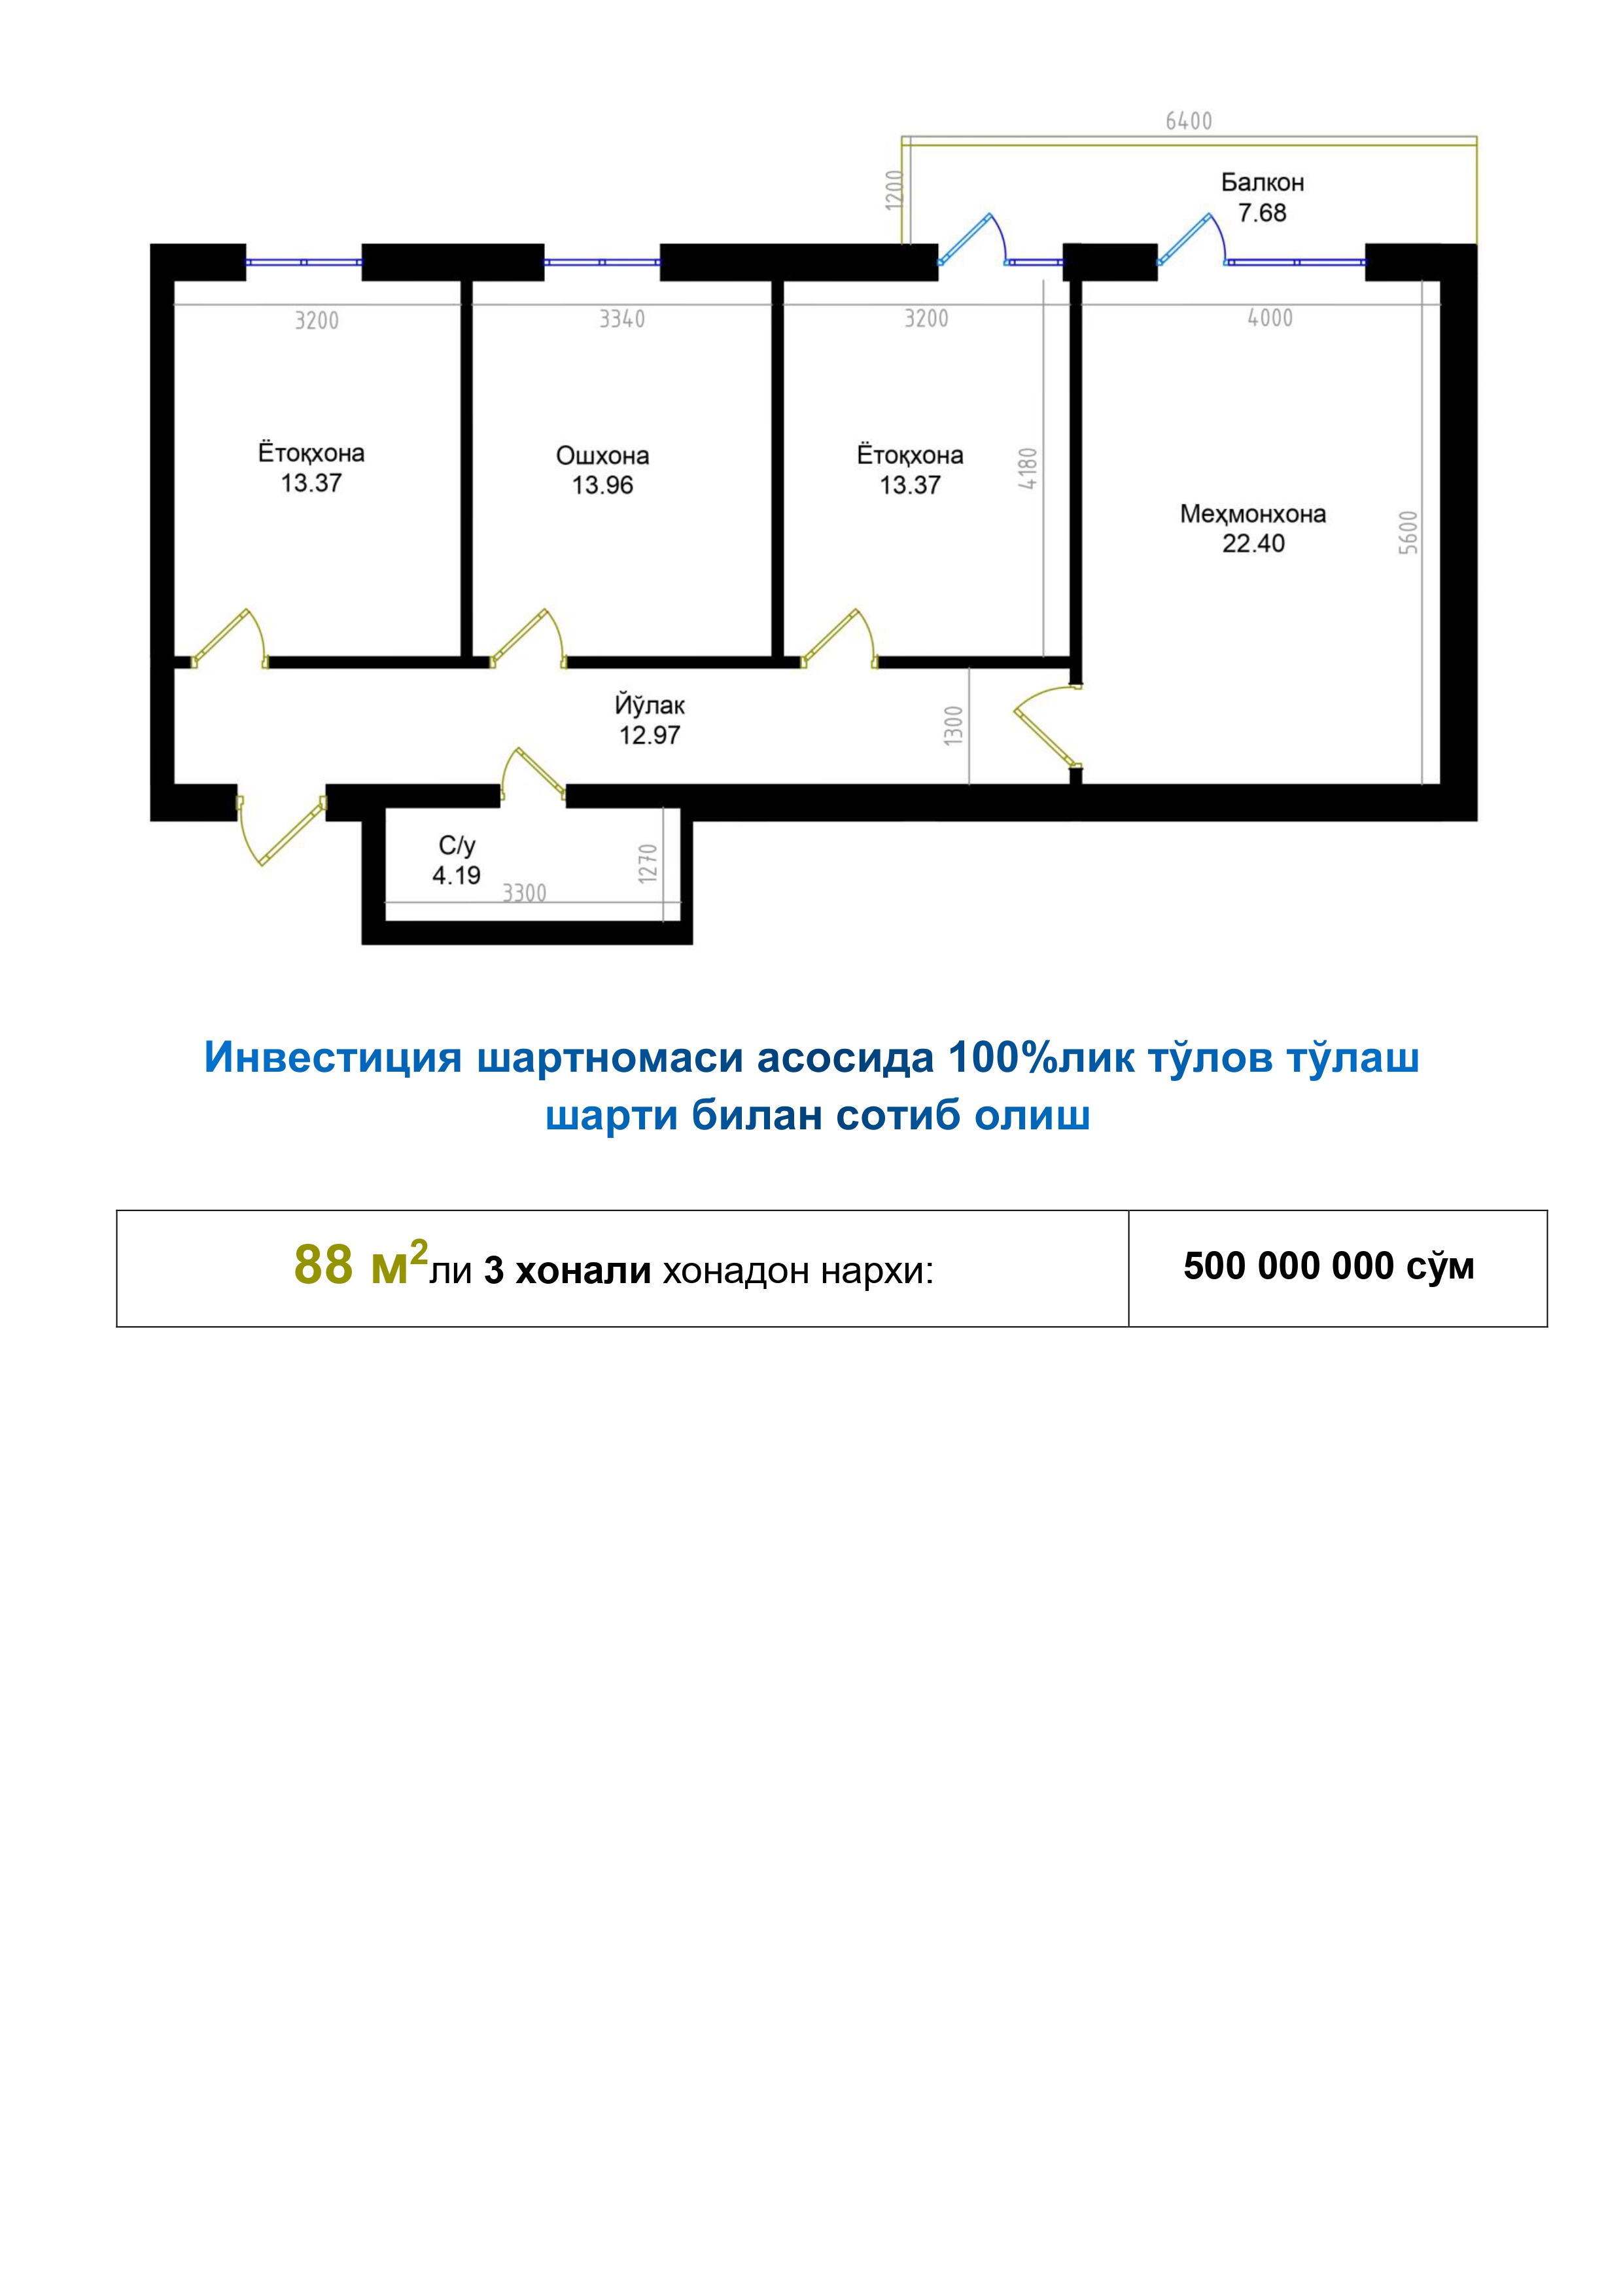 6400
1200
Балкон
7.68
3200
3340
3200
4000
Ётоқхона
13.37
Ошхона
13.96
Ётоқхона
13.37
4180
Меҳмонхона
22.40
5600
Йўлак
12.97
1300
С/у
4.19
3300
1270
Инвестиция шартномаси асосида 100%лик тўлов тўлаш
шарти билан сотиб олиш
88 м²ли 3 хонали хонадон нархи:
500 000 000 сўм